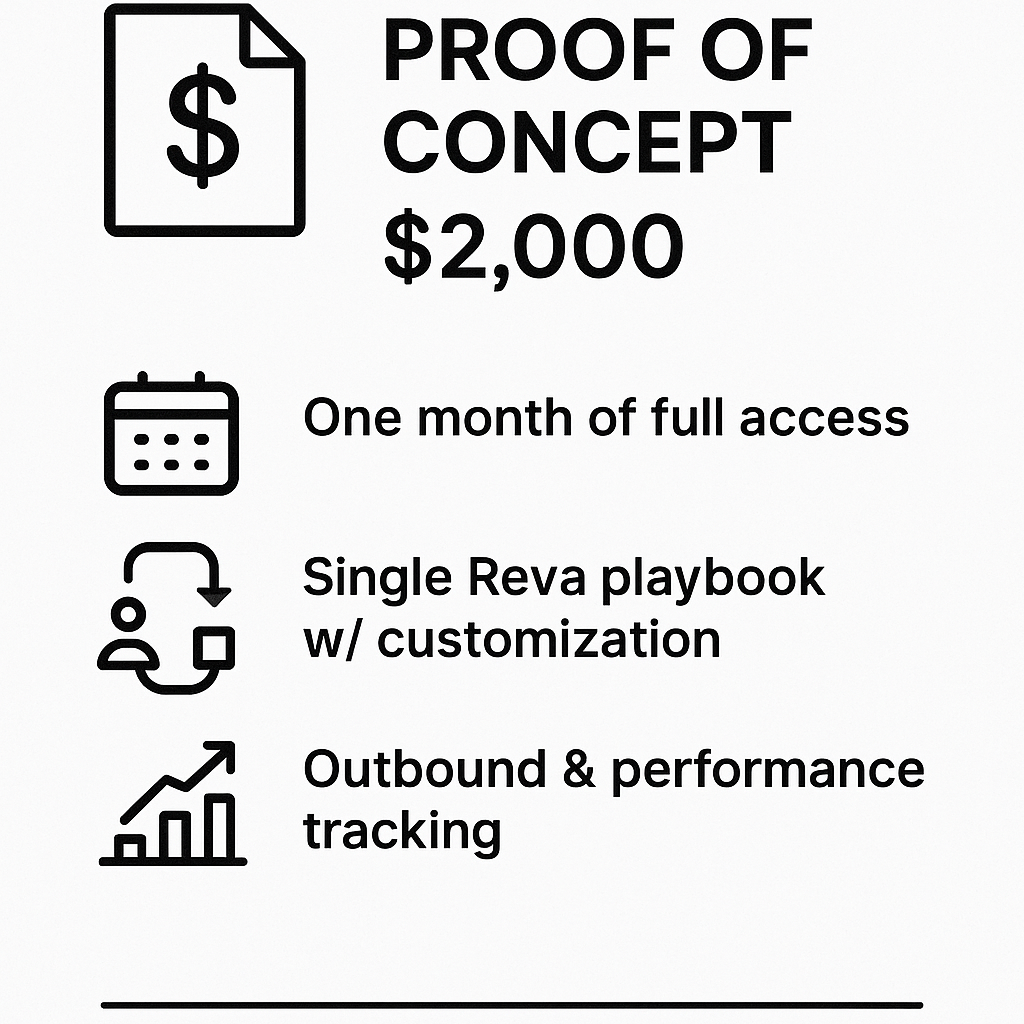 $
PROOF OF
CONCEPT
$2,000
One month of full access
Single Reva playbook
w/ customization
Outbound & performance
tracking